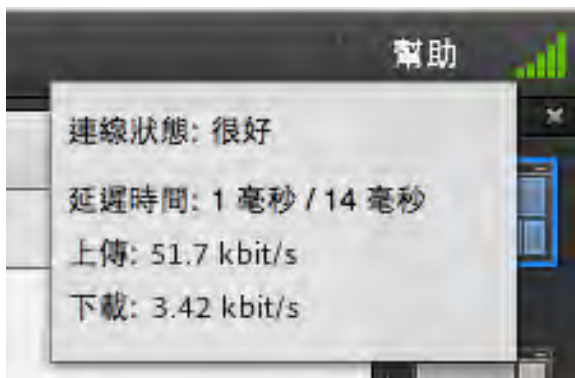 幫助
連線狀態: 很好
延遲時間: 1 毫秒 / 14 毫秒
上傳: 51.7 kbit/s
下載: 3.42 kbit/s